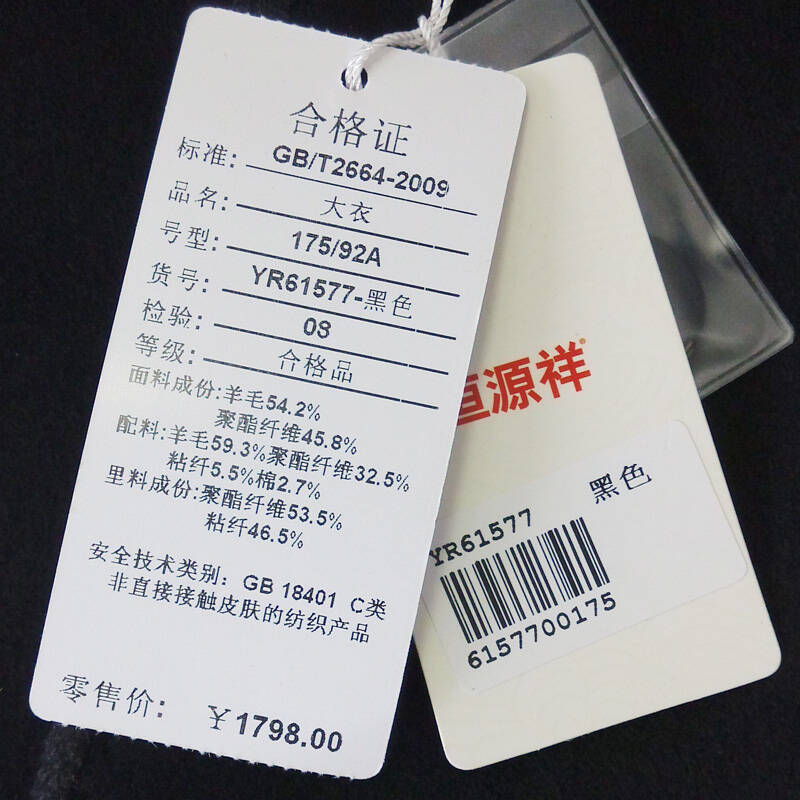 合格证
标准: GB/T2664-2009
品名: 大衣
号型: 175/92A
货号: YR61577-黑色
检验: 08
等级: 合格品
面料成份:羊毛54.2%
聚酯纤维45.8%
配料:羊毛59.3%聚酯纤维32.5%
粘纤5.5%棉2.7%
里料成份:聚酯纤维53.5%
粘纤46.5%
安全技术类别: GB 18401 C类
非直接接触皮肤的纺织产品
零售价: ￥1798.00
恒源祥
YR61577 黑色
6157700175